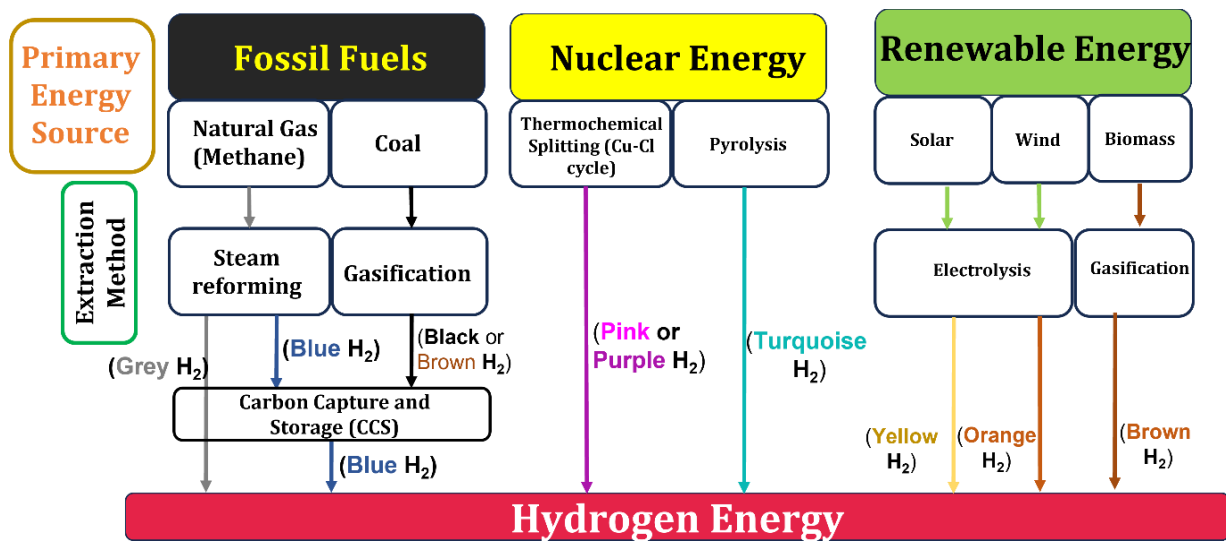 Primary
Energy
Source
Fossil Fuels
Nuclear Energy
Renewable Energy
Natural Gas
(Methane)
Coal
Thermochemical
Splitting (Cu-Cl
cycle)
Pyrolysis
Solar
Wind
Biomass
Extraction
Method
Steam
reforming
Gasification
Electrolysis
Gasification
(Grey H₂)
(Blue H₂)
(Black or
Brown H₂)
(Pink or
Purple H₂)
(Turquoise
H₂)
Carbon Capture and
Storage (CCS)
(Blue H₂)
(Yellow
H₂)
(Orange
H₂)
(Brown
H₂)
Hydrogen Energy